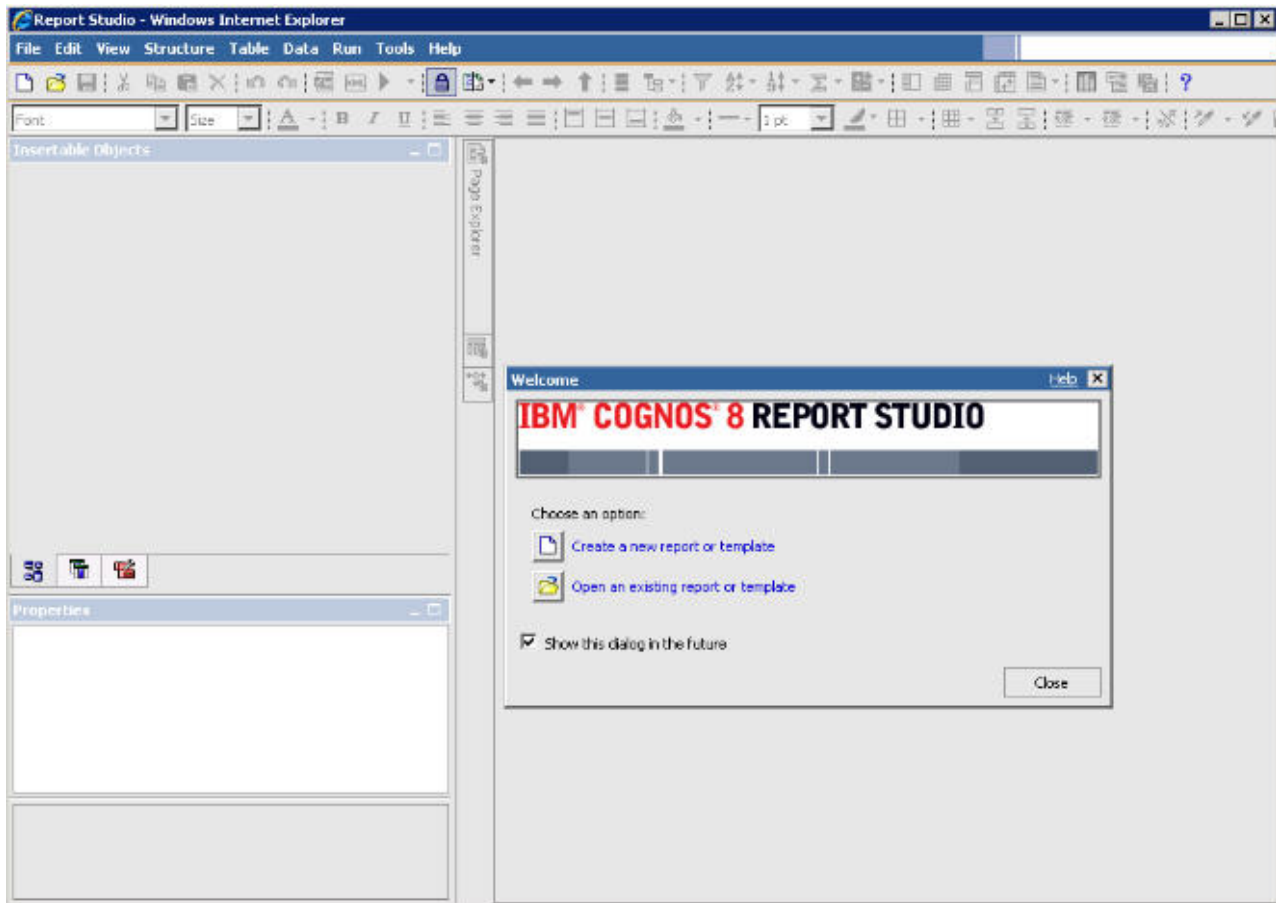 Report Studio - Windows Internet Explorer
File Edit View Structure Table Data Run Tools Help
Font Size 1 pt
Insertable Objects
Page Explorer
Welcome Help
IBM® COGNOS® 8 REPORT STUDIO
Choose an option:
Create a new report or template
Open an existing report or template
Show this dialog in the future
Close
Properties